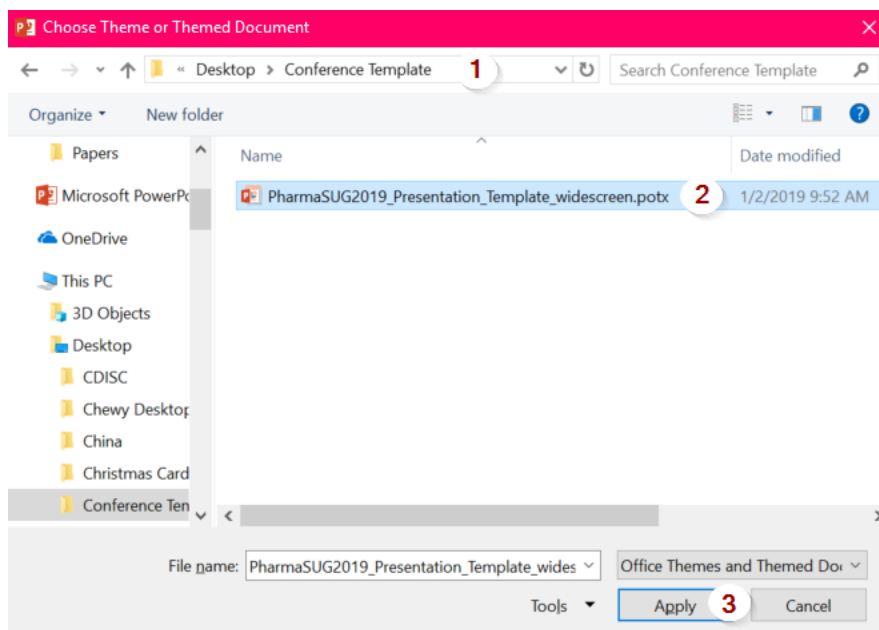 Choose Theme or Themed Document
« Desktop > Conference Template 1 Search Conference Template
Organize New folder
Papers
Microsoft PowerPo
OneDrive
This PC
3D Objects
Desktop
CDISC
Chewy Desktop
China
Christmas Card
Conference Ten
Name Date modified
PharmaSUG2019_Presentation_Template_widescreen.potx 2 1/2/2019 9:52 AM
File name: PharmaSUG2019_Presentation_Template_wides Office Themes and Themed Do
Tools Apply 3 Cancel